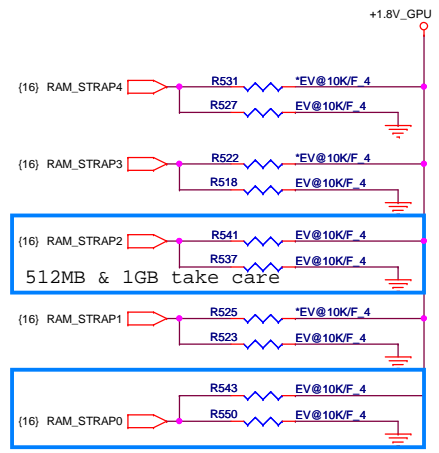 +1.8V_GPU
R531 *EV@10K/F_4
{16} RAM_STRAP4
R527 EV@10K/F_4
R522 *EV@10K/F_4
{16} RAM_STRAP3
R518 EV@10K/F_4
R541 EV@10K/F_4
{16} RAM_STRAP2
R537 EV@10K/F_4
512MB & 1GB take care
R525 *EV@10K/F_4
{16} RAM_STRAP1
R523 EV@10K/F_4
R543 EV@10K/F_4
R550 EV@10K/F_4
{16} RAM_STRAP0